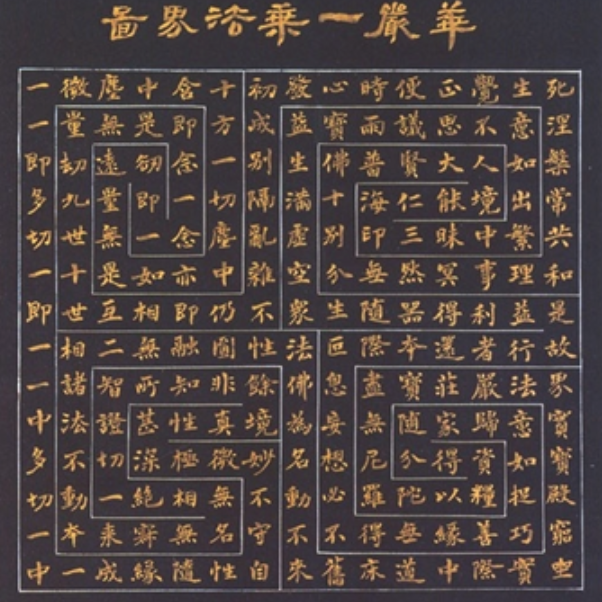 華嚴一乗法界啚
一微塵中含十初發心時便正覺生死
一量無是即方成益寶雨議思不意涅
即劫遠劫念一別生佛普賢大人如槃
多九量即一切隔滿十海仁能境出常
切世無一念塵亂虛別印三昧中繁共
一十是如亦中雜空分無然冥事理和
即世互相即仍不衆生隨器得利益是
一相二無融圓性法叵際本還者行故
一諸智所知非餘佛息盡寶莊嚴法界
中法證甚性真境為妄無隨家歸意寶
多不切深極微妙名想尼分得資如寶
切動一絶相無不動必羅陀以糧捉殿
一本來寂無名守不不得無緣善巧窮
中一成緣隨性自來舊床道中際實坐